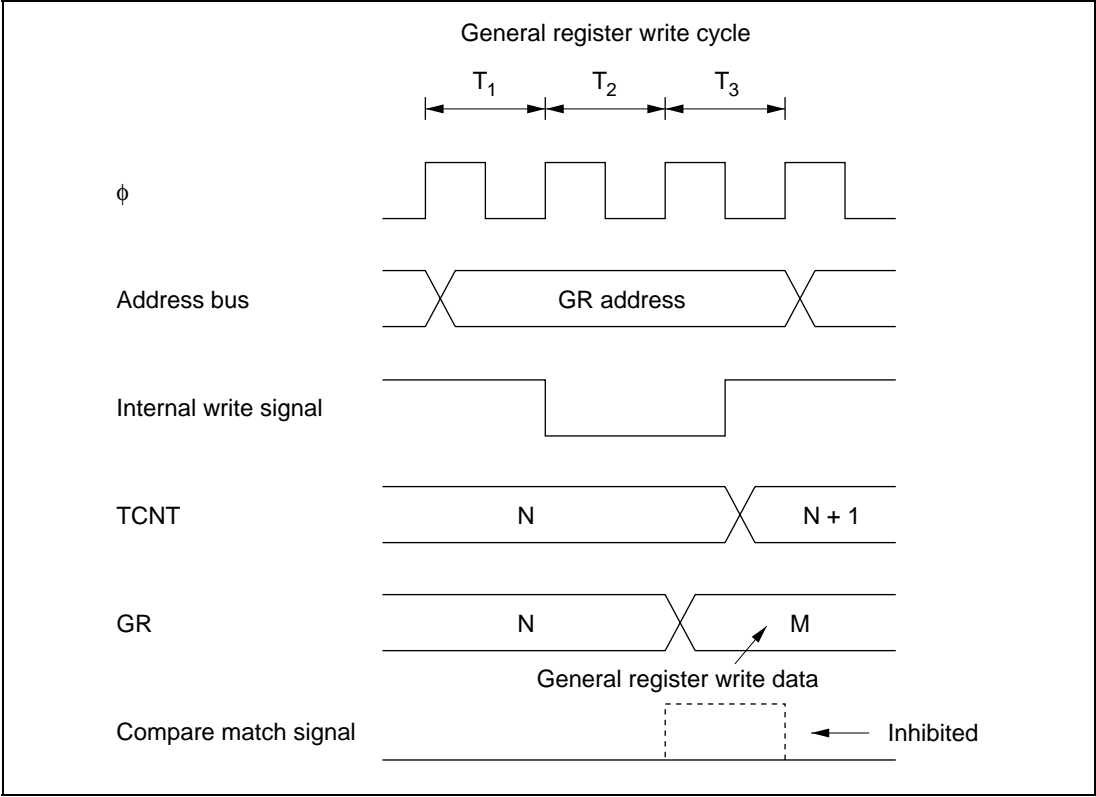 General register write cycle
T1 T2 T3
φ
Address bus GR address
Internal write signal
TCNT N N + 1
GR N M
General register write data
Compare match signal Inhibited